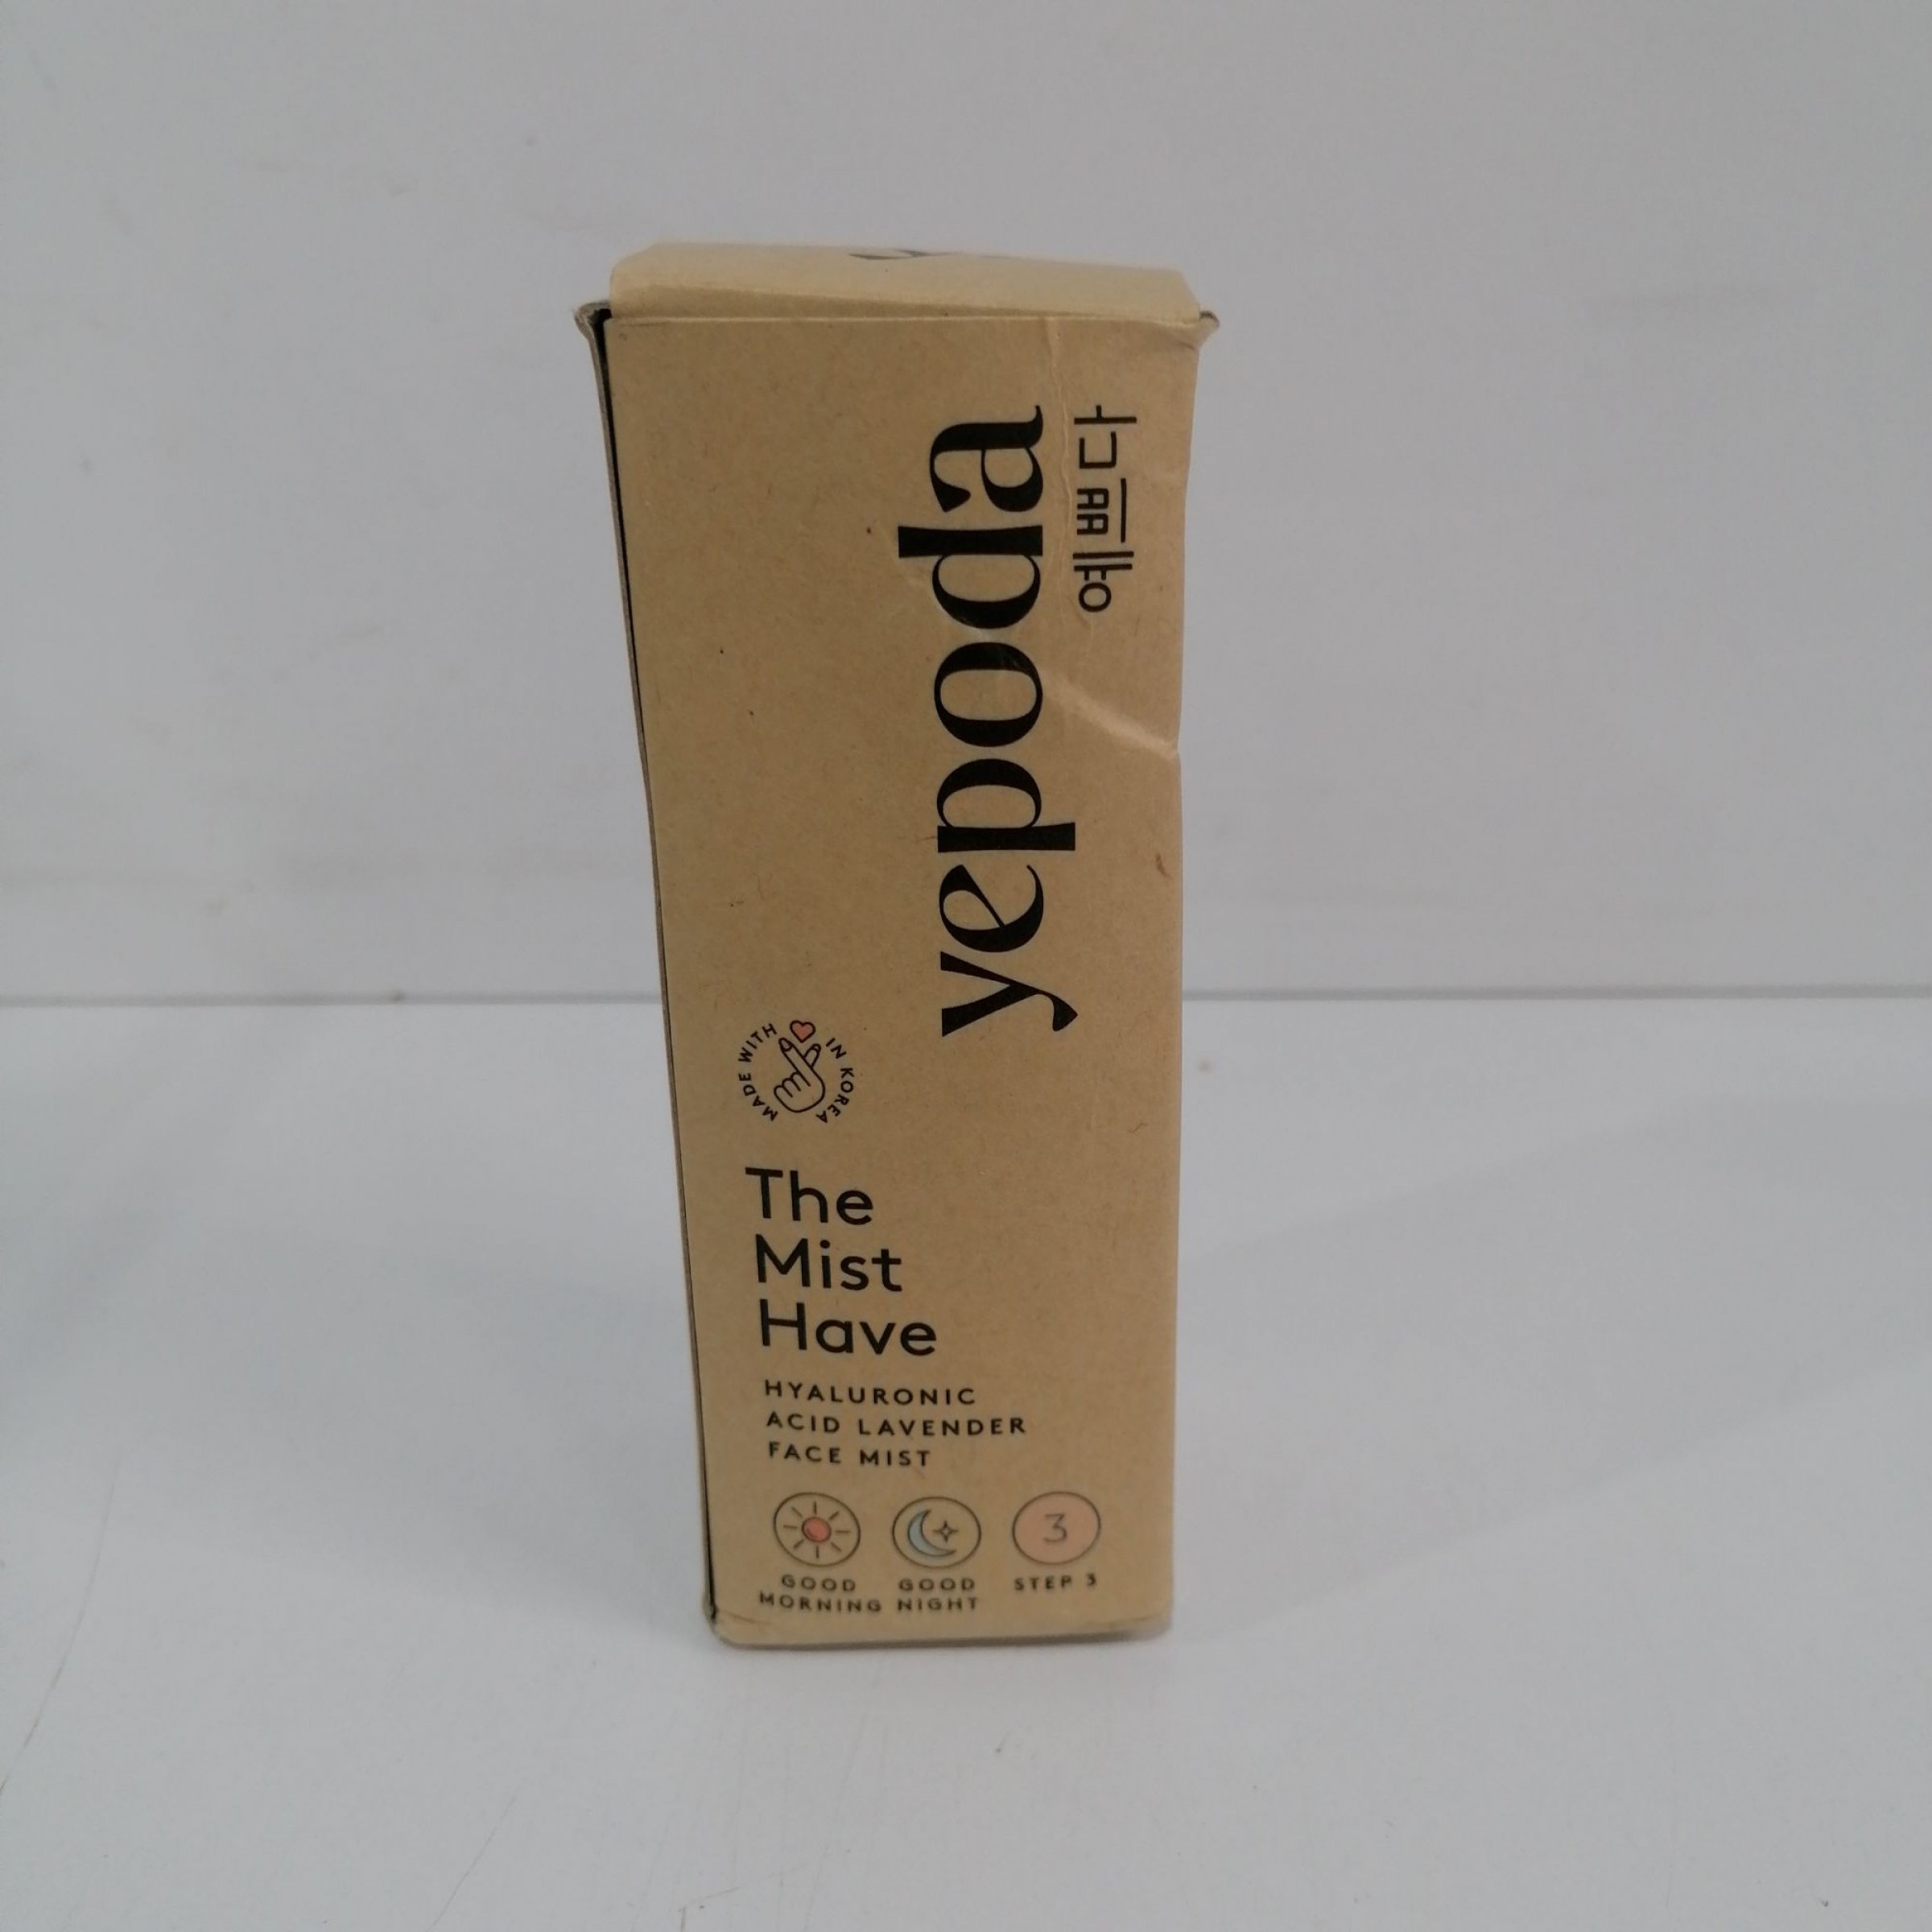 yepoda
예쁘다
MADE WITH IN KOREA
The
Mist
Have
HYALURONIC
ACID LAVENDER
FACE MIST
3
GOOD
MORNING
GOOD
NIGHT
STEP 3